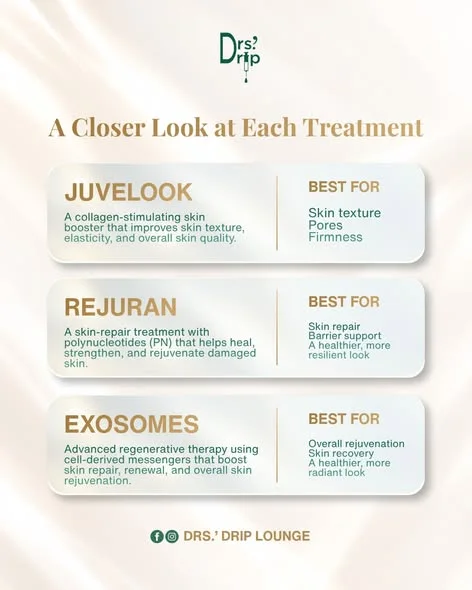 Drs.'
Drip
A Closer Look at Each Treatment
JUVELOOK
A collagen-stimulating skin
booster that improves skin texture,
elasticity, and overall skin quality.
BEST FOR
Skin texture
Pores
Firmness
REJURAN
A skin-repair treatment with
polynucleotides (PN) that helps heal,
strengthen, and rejuvenate damaged
skin.
BEST FOR
Skin repair
Barrier support
A healthier, more
resilient look
EXOSOMES
Advanced regenerative therapy using
cell-derived messengers that boost
skin repair, renewal, and overall skin
rejuvenation.
BEST FOR
Overall rejuvenation
Skin recovery
A healthier, more
radiant look
DRS.' DRIP LOUNGE